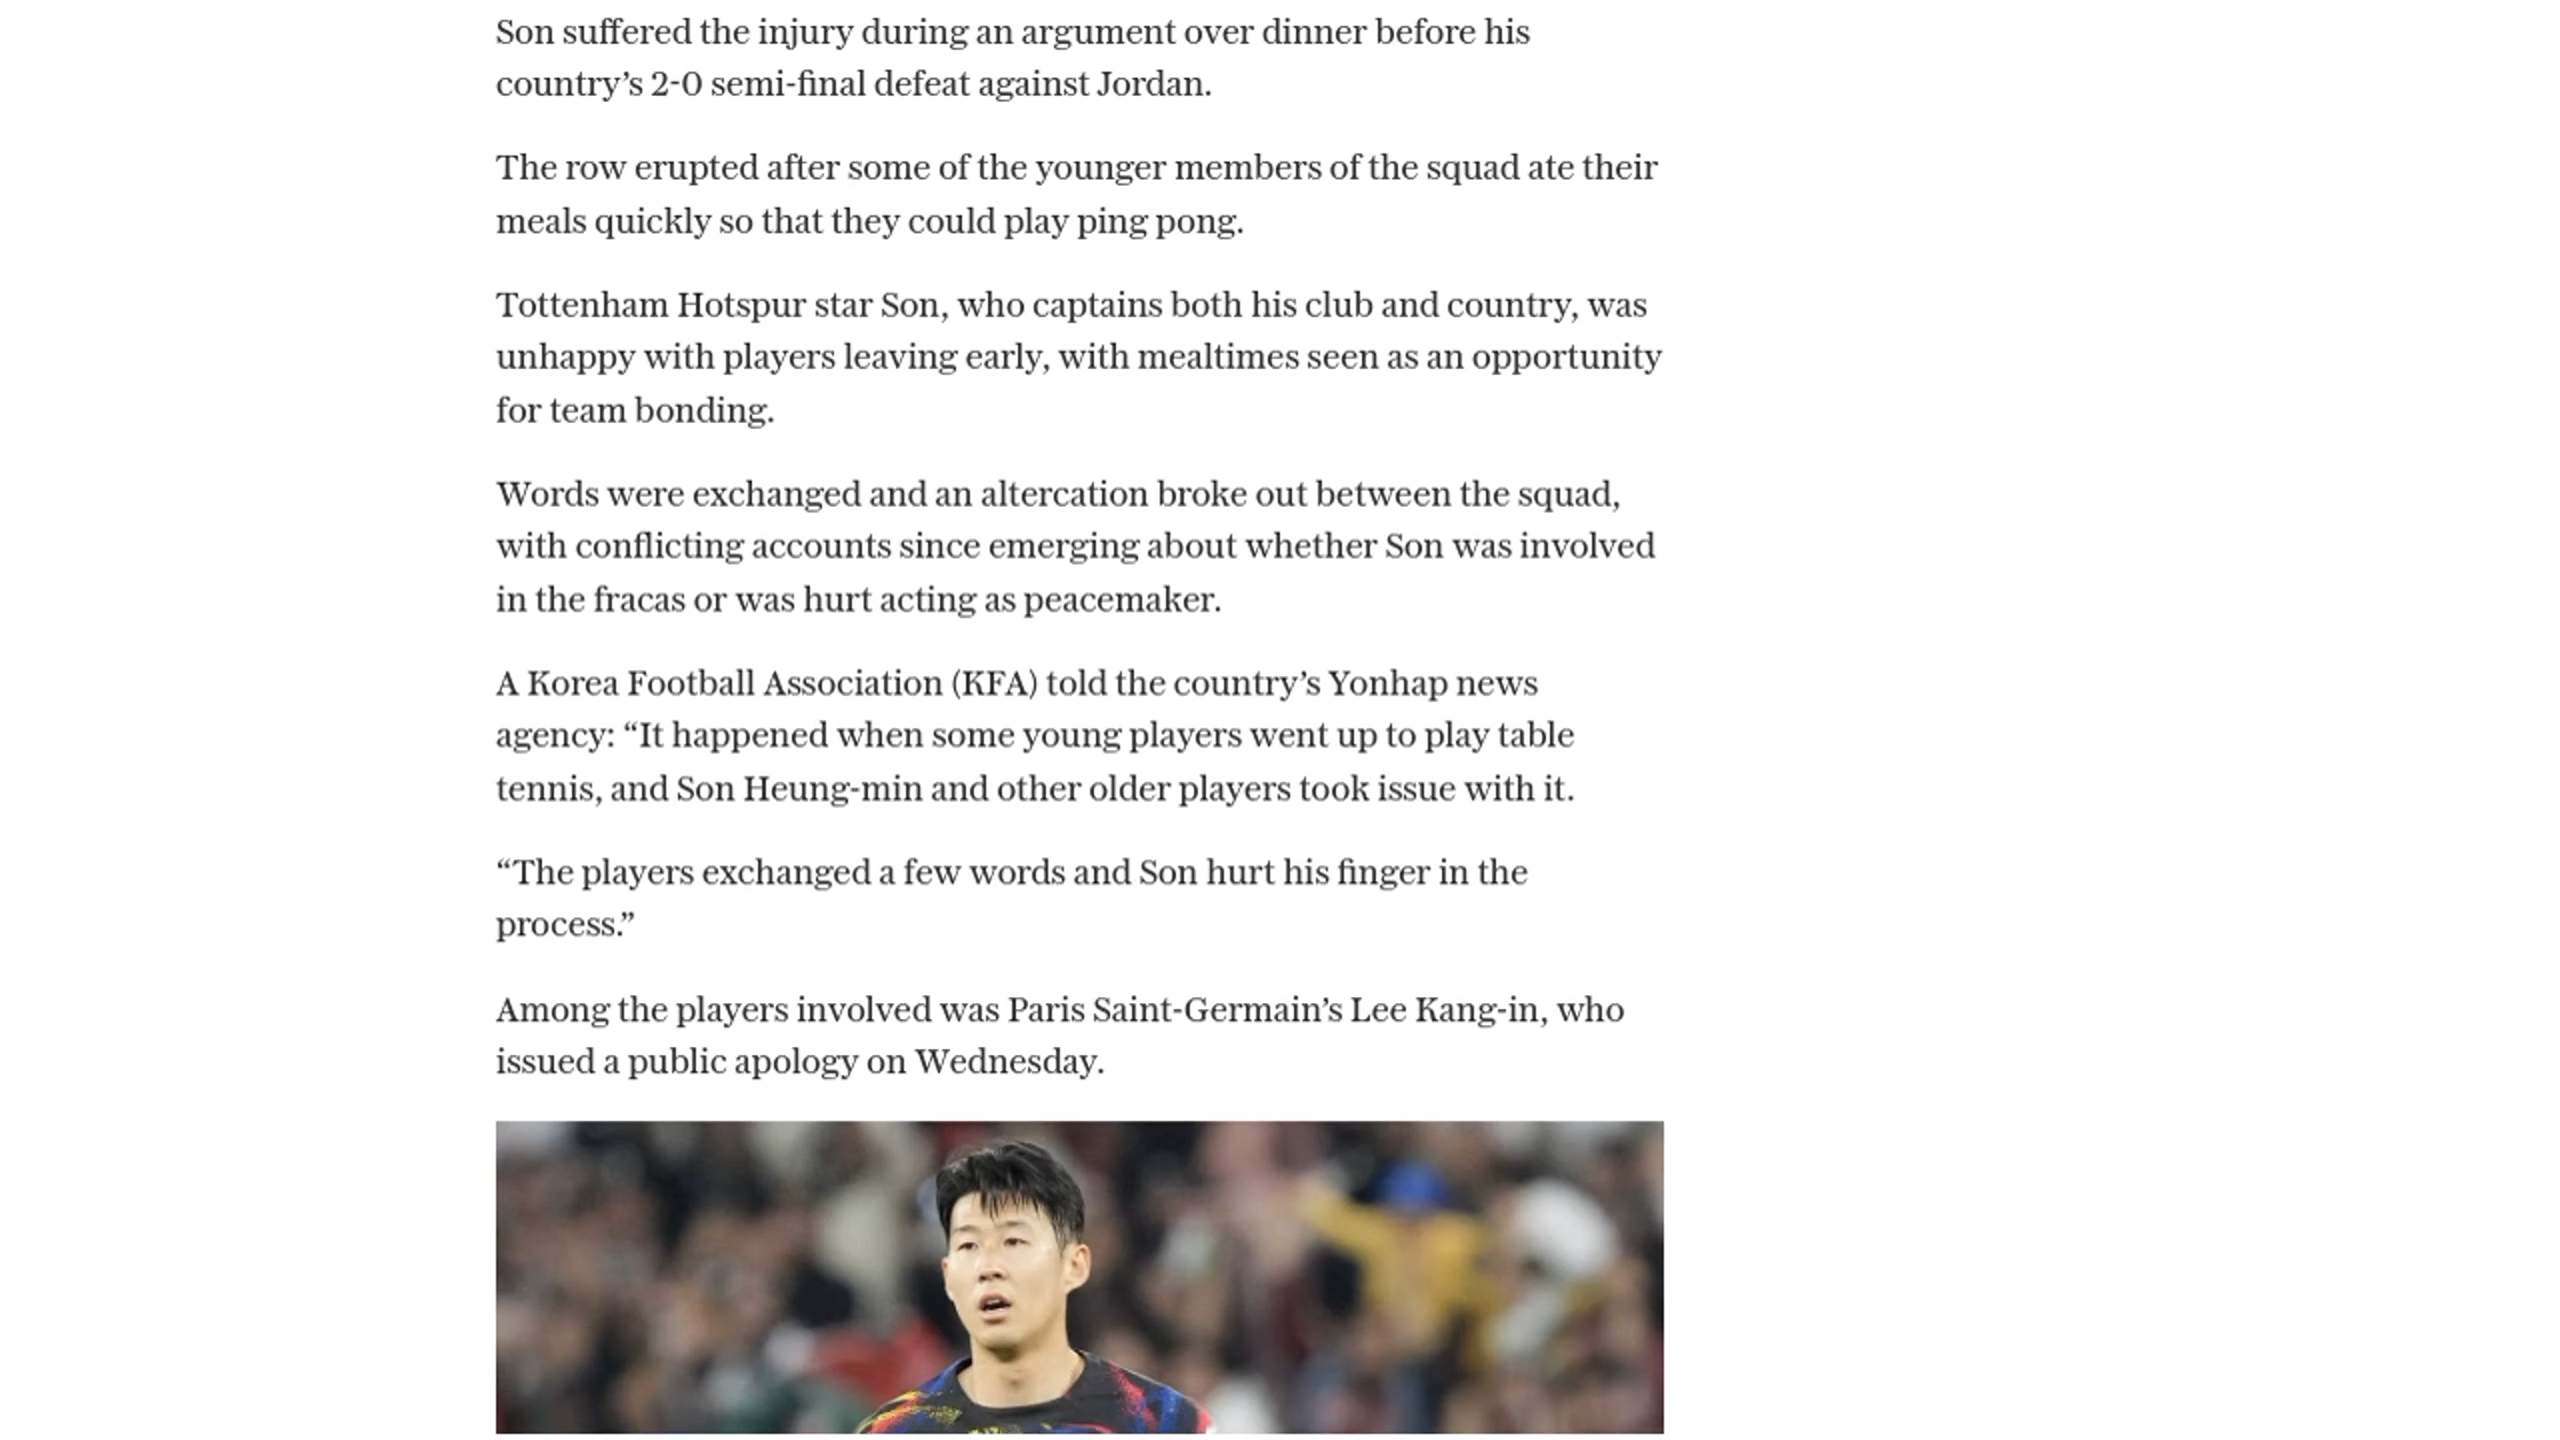 Son suffered the injury during an argument over dinner before his
country’s 2-0 semi-final defeat against Jordan.
The row erupted after some of the younger members of the squad ate their
meals quickly so that they could play ping pong.
Tottenham Hotspur star Son, who captains both his club and country, was
unhappy with players leaving early, with mealtimes seen as an opportunity
for team bonding.
Words were exchanged and an altercation broke out between the squad,
with conflicting accounts since emerging about whether Son was involved
in the fracas or was hurt acting as peacemaker.
A Korea Football Association (KFA) told the country’s Yonhap news
agency: “It happened when some young players went up to play table
tennis, and Son Heung-min and other older players took issue with it.
“The players exchanged a few words and Son hurt his finger in the
process.”
Among the players involved was Paris Saint-Germain’s Lee Kang-in, who
issued a public apology on Wednesday.